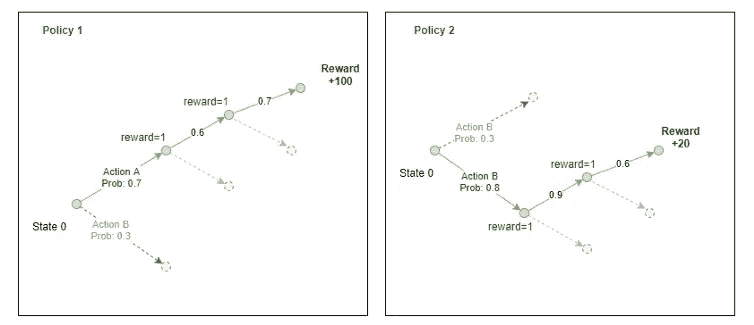 Policy 1
Reward
+100
reward=1
0.7
reward=1
0.6
Action A
Prob: 0.7
State 0
Action B
Prob: 0.3
Policy 2
Action B
Prob: 0.3
Reward
+20
State 0
reward=1
0.6
Action B
Prob: 0.8
0.9
reward=1